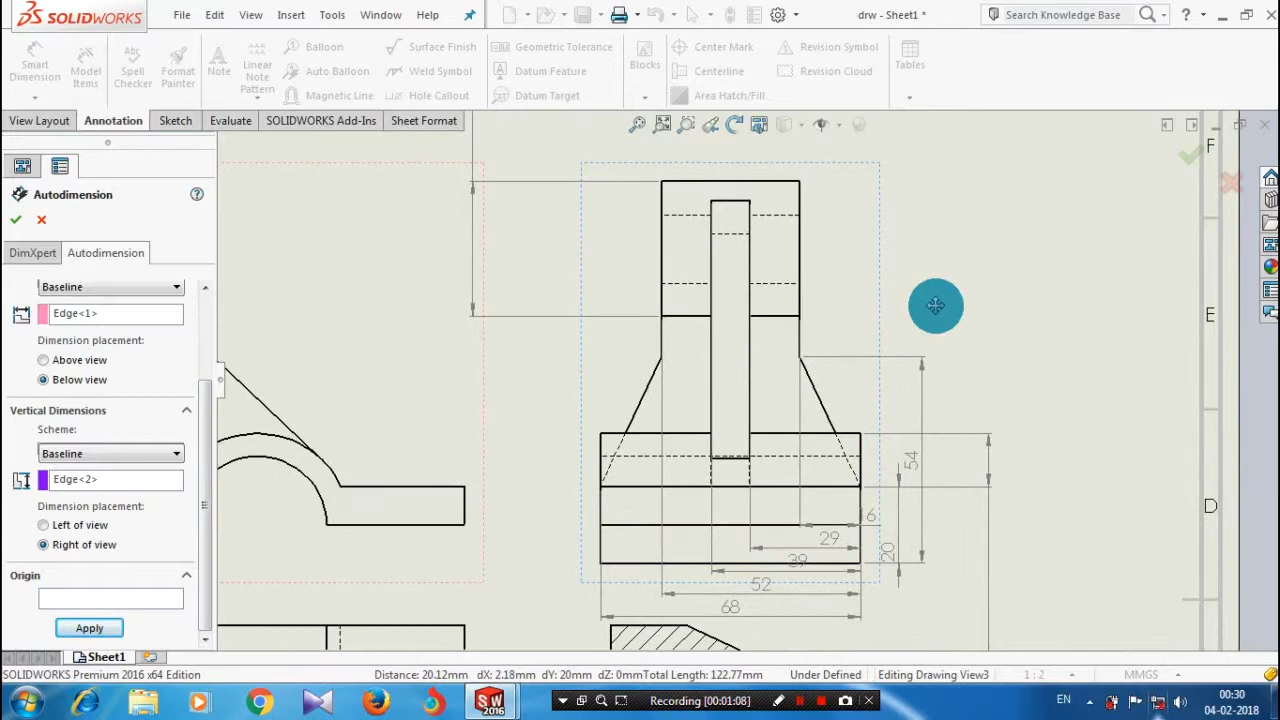 SOLIDWORKS
File Edit View Insert Tools Window Help
drw - Sheet1 *
Search Knowledge Base
Smart Dimension
Model Items
Spell Checker
Format Painter
Note
Linear Note Pattern
Balloon
Auto Balloon
Magnetic Line
Surface Finish
Weld Symbol
Hole Callout
Geometric Tolerance
Datum Feature
Datum Target
Blocks
Center Mark
Centerline
Area Hatch/Fill
Revision Symbol
Revision Cloud
Tables
View Layout Annotation Sketch Evaluate SOLIDWORKS Add-Ins Sheet Format
Autodimension
DimXpert Autodimension
Baseline
Edge<1>
Dimension placement:
Above view
Below view
Vertical Dimensions
Scheme:
Baseline
Edge<2>
Dimension placement:
Left of view
Right of view
Origin
Apply
F
E
D
54
16
29
20
39
52
68
Sheet1
SOLIDWORKS Premium 2016 x64 Edition
Distance: 20.12mm dX: 2.18mm dY: 20mm dZ: 0mmTotal Length: 122.77mm Under Defined Editing Drawing View3 1 : 2 MMGS
SW 2016
Recording [00:01:08]
EN
00:30
04-02-2018